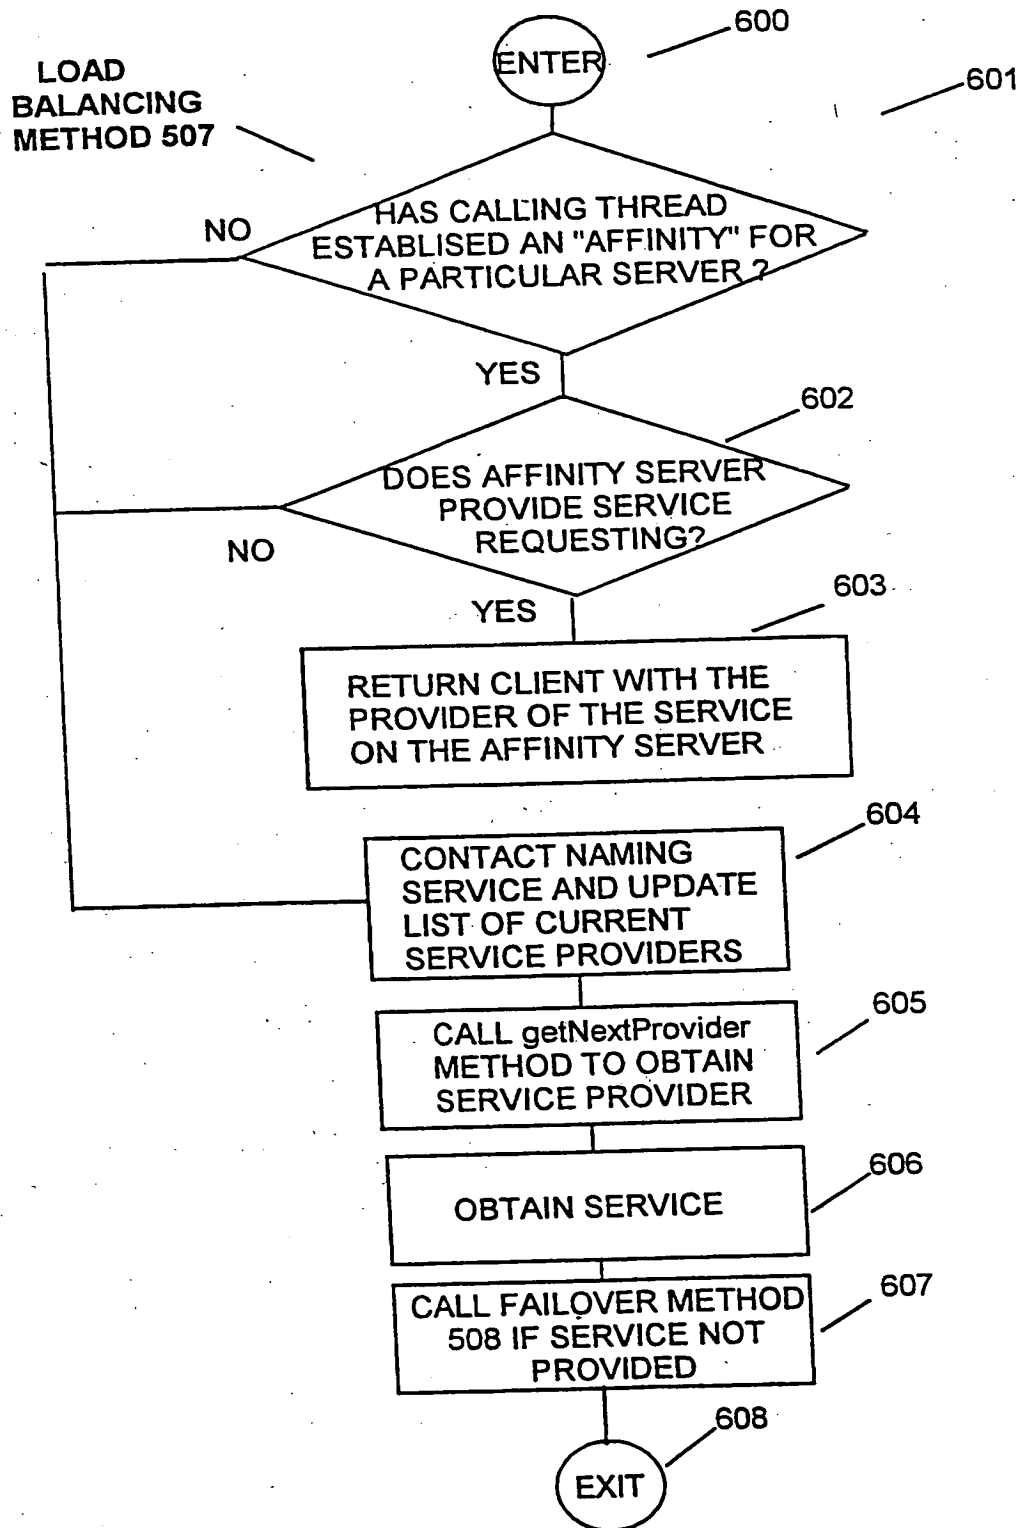 600
ENTER
LOAD
BALANCING
METHOD 507
601
HAS CALLING THREAD
ESTABLISED AN "AFFINITY" FOR
A PARTICULAR SERVER ?
NO
YES
602
DOES AFFINITY SERVER
PROVIDE SERVICE
REQUESTING?
NO
YES
603
RETURN CLIENT WITH THE
PROVIDER OF THE SERVICE
ON THE AFFINITY SERVER
604
CONTACT NAMING
SERVICE AND UPDATE
LIST OF CURRENT
SERVICE PROVIDERS
605
CALL getNextProvider
METHOD TO OBTAIN
SERVICE PROVIDER
606
OBTAIN SERVICE
607
CALL FAILOVER METHOD
508 IF SERVICE NOT
PROVIDED
608
EXIT